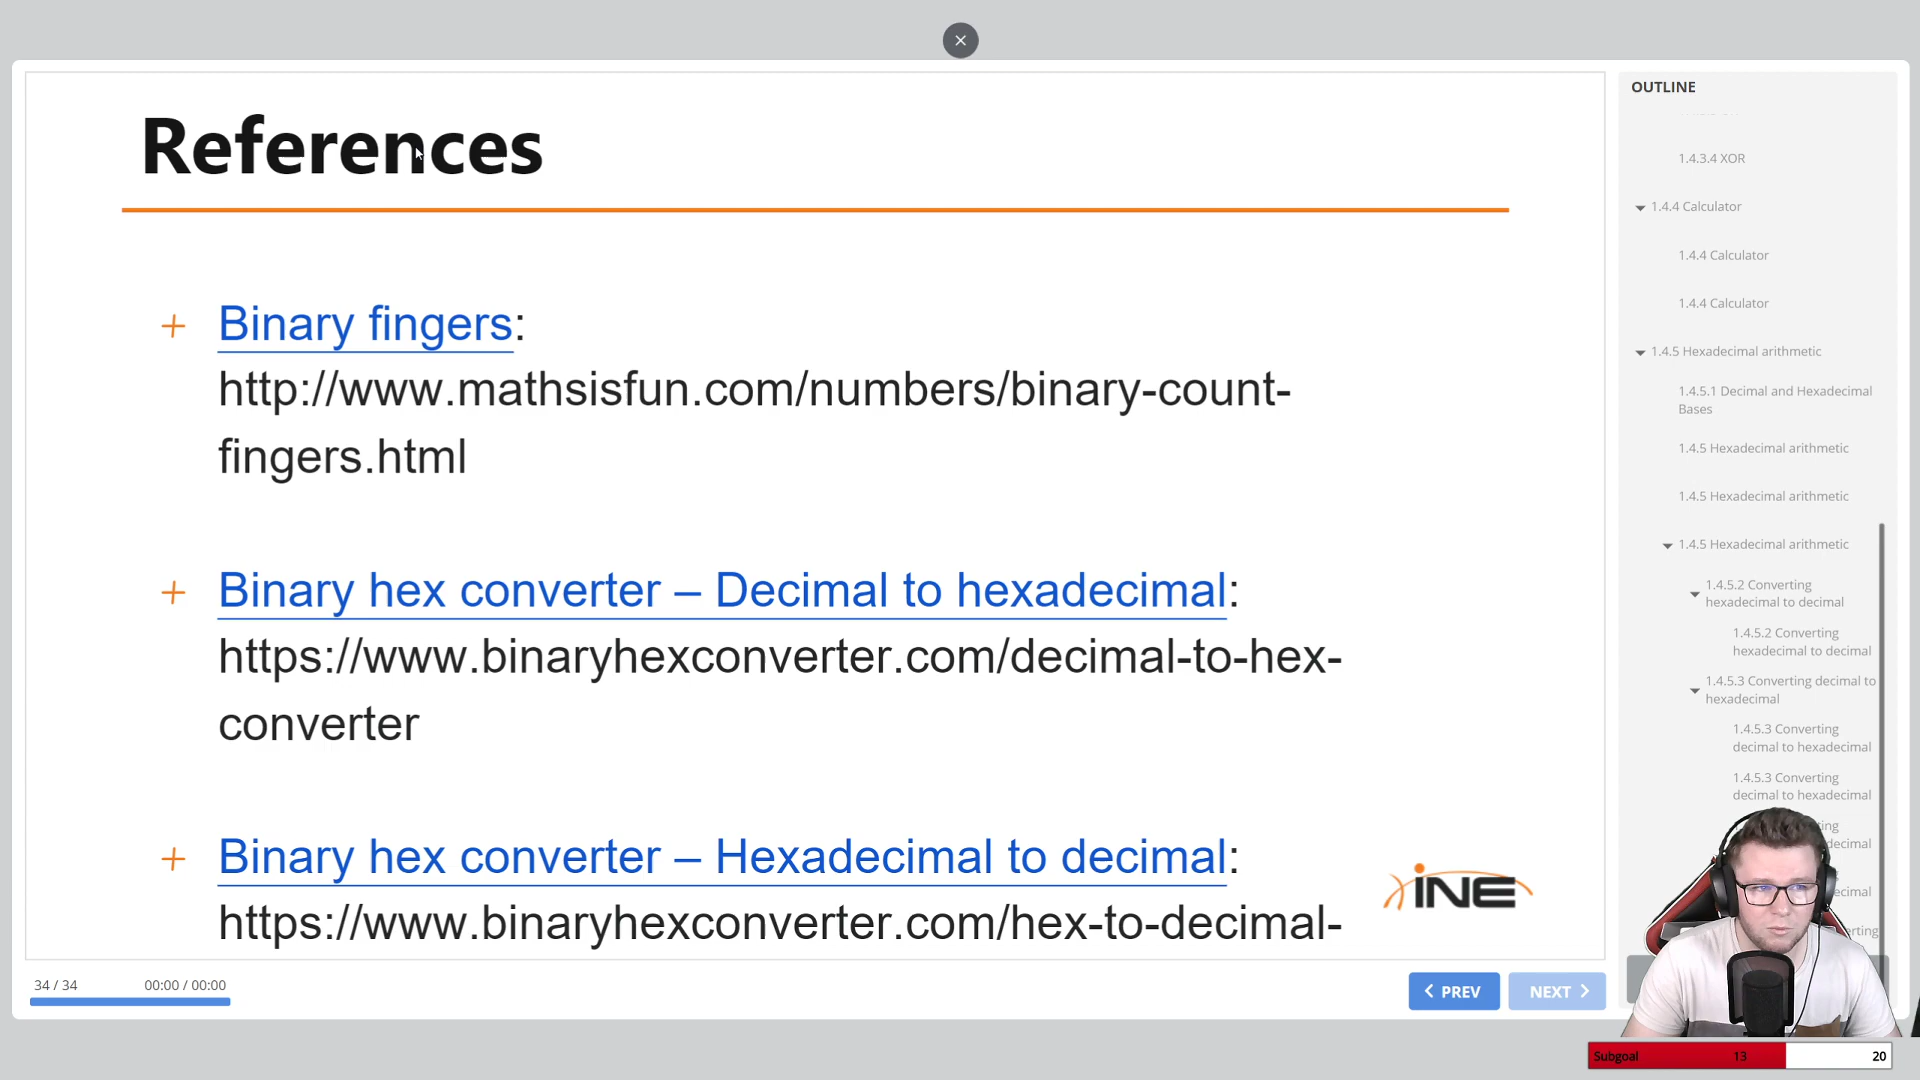 References
Binary fingers:
http://www.mathsisfun.com/numbers/binary-count-
fingers.html
Binary hex converter – Decimal to hexadecimal:
https://www.binaryhexconverter.com/decimal-to-hex-
converter
Binary hex converter – Hexadecimal to decimal:
https://www.binaryhexconverter.com/hex-to-decimal-
iNE
34 / 34
00:00 / 00:00
PREV
NEXT
OUTLINE
1.4.3.4 XOR
1.4.4 Calculator
1.4.4 Calculator
1.4.4 Calculator
1.4.5 Hexadecimal arithmetic
1.4.5.1 Decimal and Hexadecimal
Bases
1.4.5 Hexadecimal arithmetic
1.4.5 Hexadecimal arithmetic
1.4.5 Hexadecimal arithmetic
1.4.5.2 Converting
hexadecimal to decimal
1.4.5.2 Converting
hexadecimal to decimal
1.4.5.3 Converting decimal to
hexadecimal
1.4.5.3 Converting
decimal to hexadecimal
1.4.5.3 Converting
decimal to hexadecimal
Subgoal
13
20